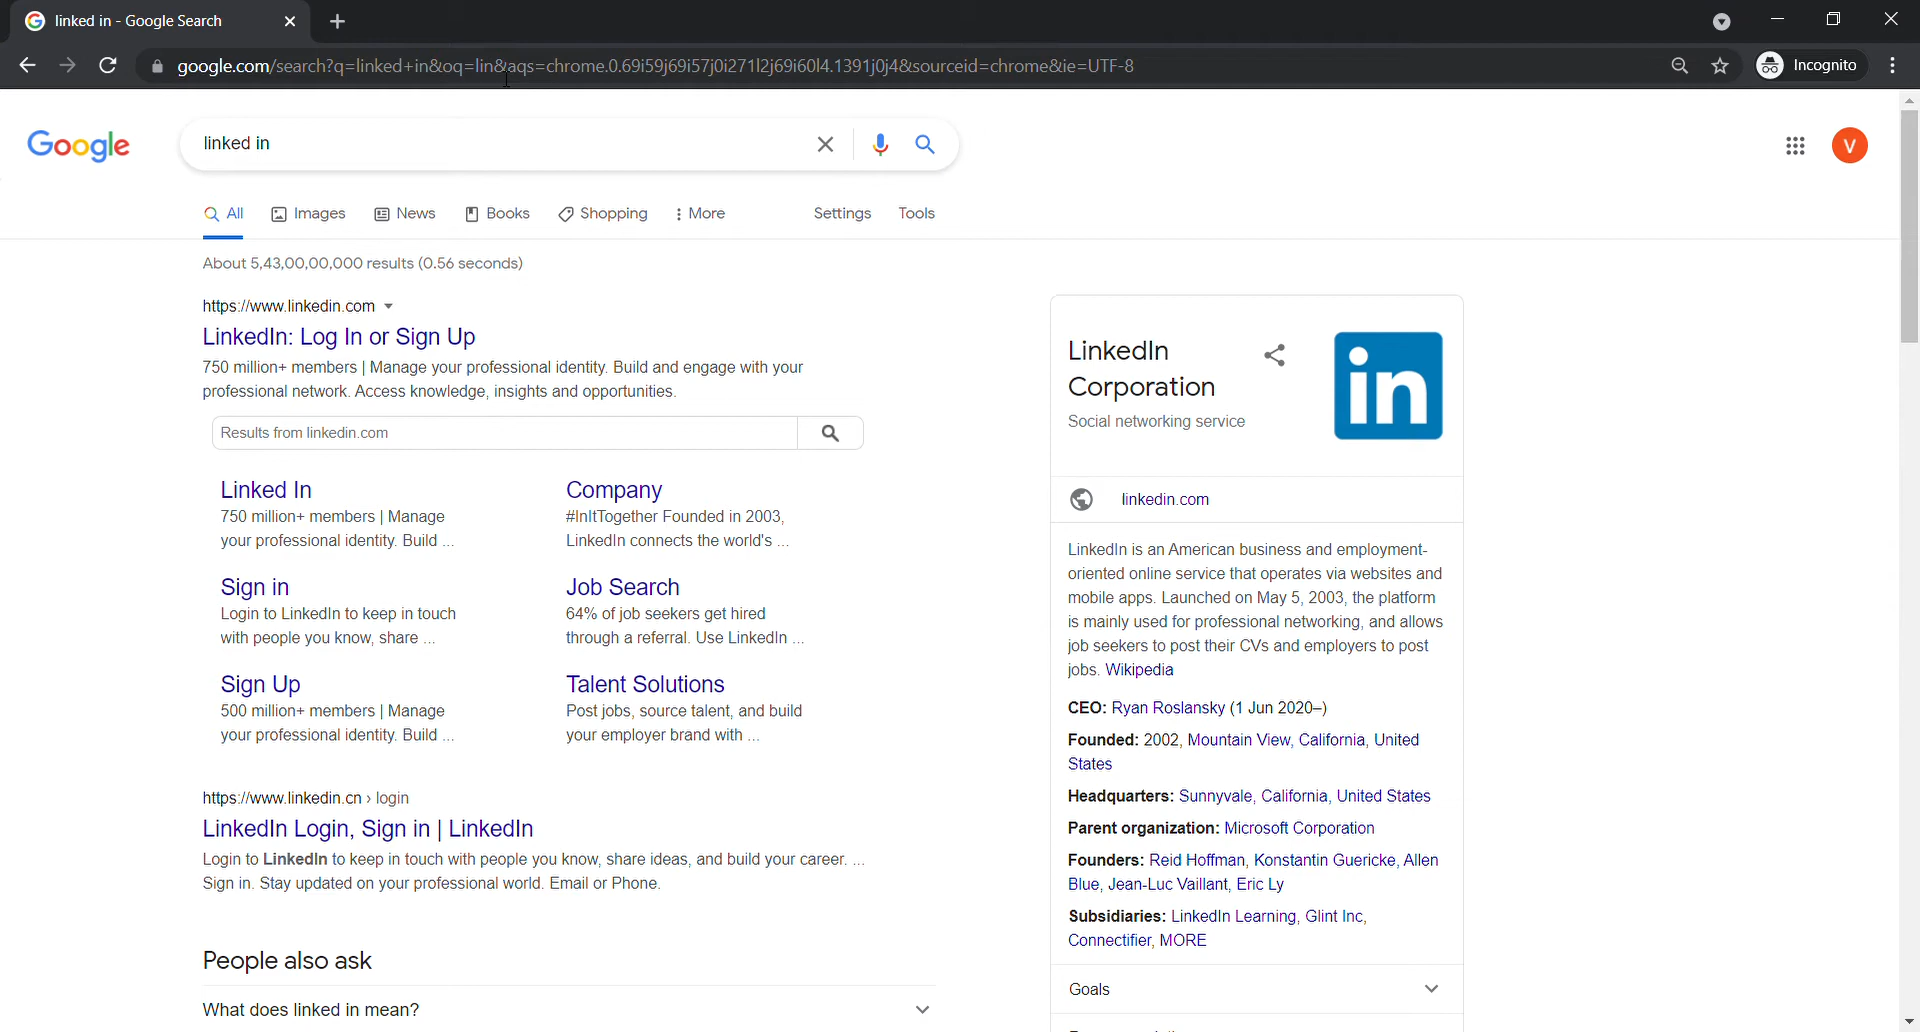 linked in - Google Search
google.com/search?q=linked+in&oq=lin&aqs=chrome.0.69i59j69i57j0i271l2j69i60l4.1391j0j4&sourceid=chrome&ie=UTF-8
Incognito
Google
linked in
V
All Images News Books Shopping More Settings Tools
About 5,43,00,00,000 results (0.56 seconds)
https://www.linkedin.com
LinkedIn: Log In or Sign Up
750 million+ members | Manage your professional identity. Build and engage with your
professional network. Access knowledge, insights and opportunities.
Results from linkedin.com
Linked In
750 million+ members | Manage
your professional identity. Build ...
Company
#InItTogether Founded in 2003,
LinkedIn connects the world's ...
Sign in
Login to LinkedIn to keep in touch
with people you know, share ...
Job Search
64% of job seekers get hired
through a referral. Use LinkedIn ...
Sign Up
500 million+ members | Manage
your professional identity. Build ...
Talent Solutions
Post jobs, source talent, and build
your employer brand with ...
https://www.linkedin.cn › login
LinkedIn Login, Sign in | LinkedIn
Login to LinkedIn to keep in touch with people you know, share ideas, and build your career. ...
Sign in. Stay updated on your professional world. Email or Phone.
People also ask
What does linked in mean?
LinkedIn
Corporation
Social networking service
in
linkedin.com
LinkedIn is an American business and employment-
oriented online service that operates via websites and
mobile apps. Launched on May 5, 2003, the platform
is mainly used for professional networking, and allows
job seekers to post their CVs and employers to post
jobs. Wikipedia
CEO: Ryan Roslansky (1 Jun 2020–)
Founded: 2002, Mountain View, California, United
States
Headquarters: Sunnyvale, California, United States
Parent organization: Microsoft Corporation
Founders: Reid Hoffman, Konstantin Guericke, Allen
Blue, Jean-Luc Vaillant, Eric Ly
Subsidiaries: LinkedIn Learning, Glint Inc,
Connectifier, MORE
Goals